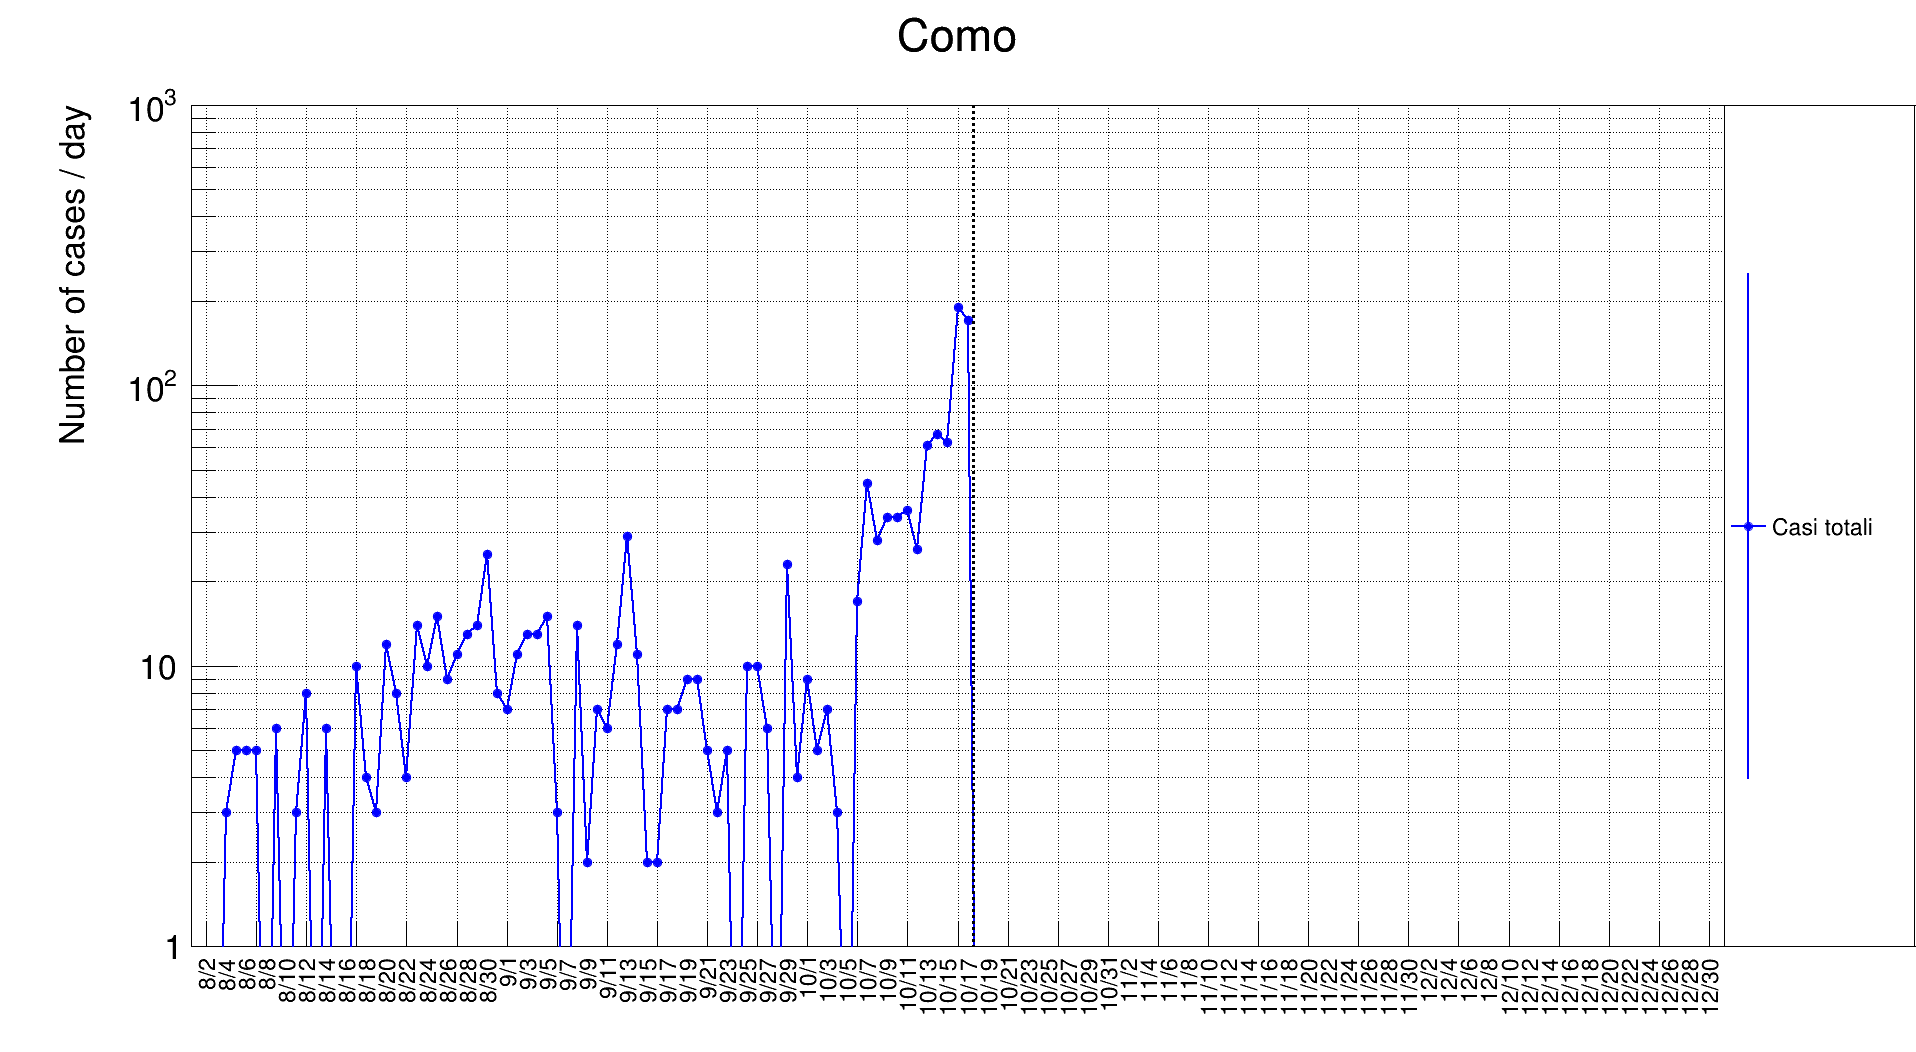 Como
Number of cases / day
10³
10²
10
1
8/2 8/4 8/6 8/8 8/10 8/12 8/14 8/16 8/18 8/20 8/22 8/24 8/26 8/28 8/30 9/1 9/3 9/5 9/7 9/9 9/11 9/13 9/15 9/17 9/19 9/21 9/23 9/25 9/27 9/29 10/1 10/3 10/5 10/7 10/9 10/11 10/13 10/15 10/17 10/19 10/21 10/23 10/25 10/27 10/29 10/31 11/2 11/4 11/6 11/8 11/10 11/12 11/14 11/16 11/18 11/20 11/22 11/24 11/26 11/28 11/30 12/2 12/4 12/6 12/8 12/10 12/12 12/14 12/16 12/18 12/20 12/22 12/24 12/26 12/28 12/30
Casi totali